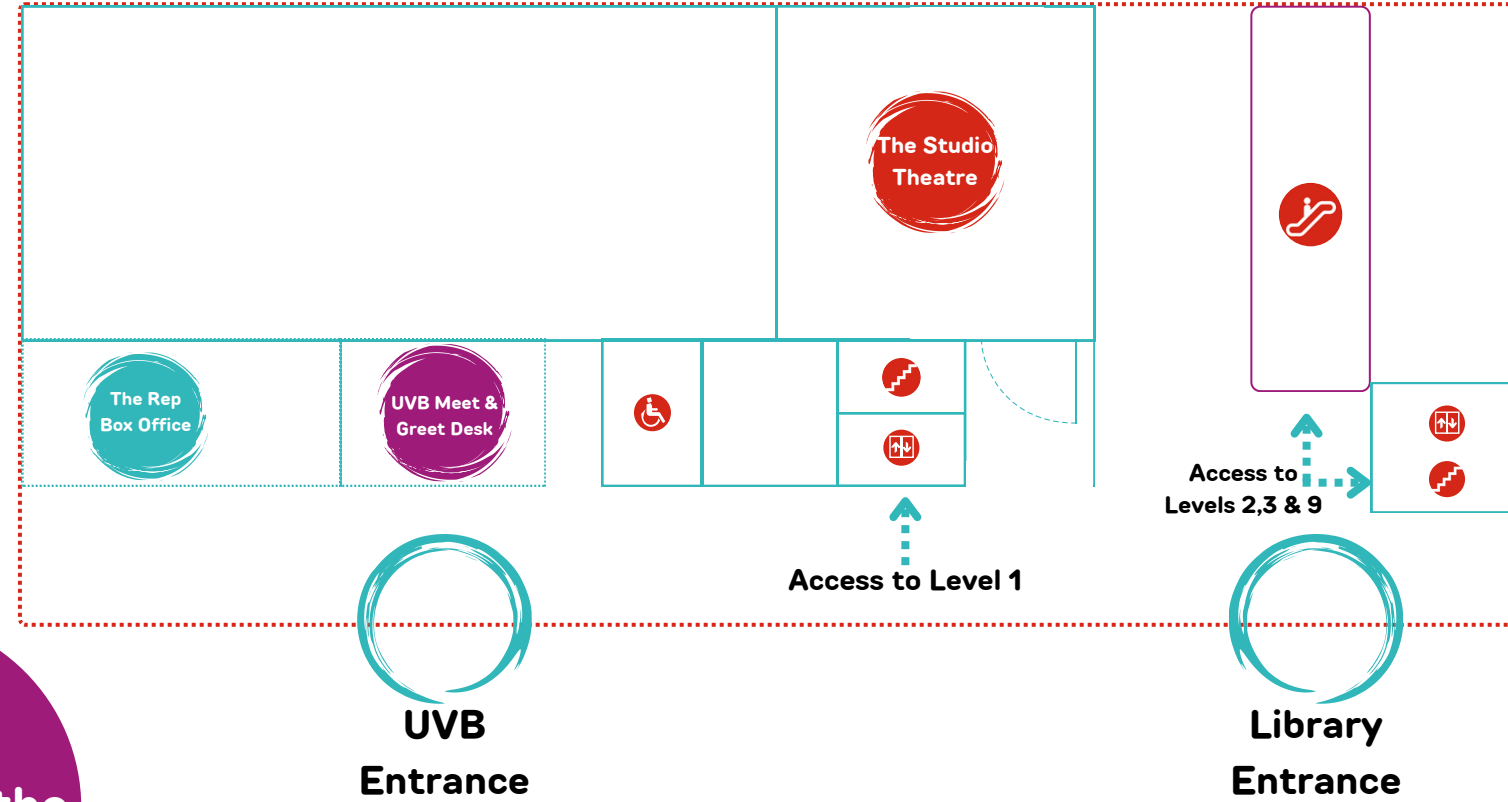 The Studio
Theatre
The Rep
Box Office
UVB Meet &
Greet Desk
Access to
Levels 2,3 & 9
Access to Level 1
UVB
Entrance
Library
Entrance